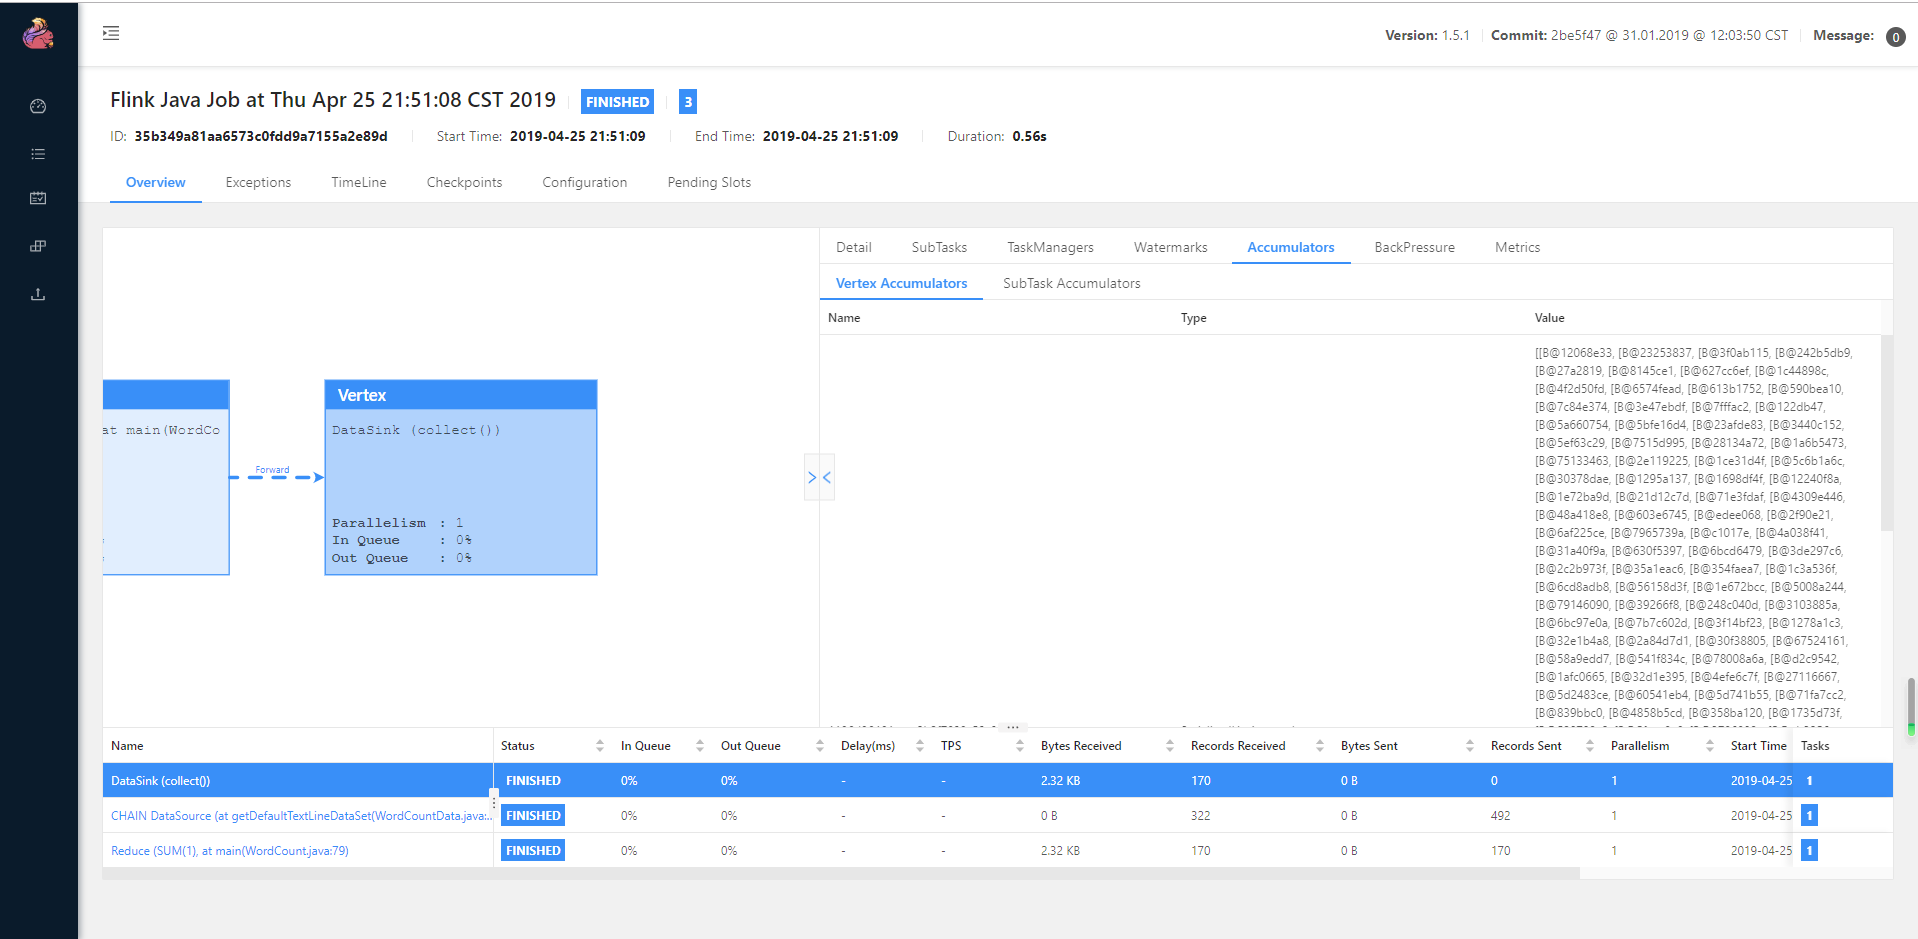 Version: 1.5.1 Commit: 2be5f47 @ 31.01.2019 @ 12:03:50 CST Message: 0
Flink Java Job at Thu Apr 25 21:51:08 CST 2019 FINISHED 3
ID: 35b349a81aa6573c0fdd9a7155a2e89d Start Time: 2019-04-25 21:51:09 End Time: 2019-04-25 21:51:09 Duration: 0.56s
Overview Exceptions TimeLine Checkpoints Configuration Pending Slots
Detail SubTasks TaskManagers Watermarks Accumulators BackPressure Metrics
Vertex Accumulators SubTask Accumulators
Name Type Value
at main(WordCo
Forward
Vertex
DataSink (collect())
Parallelism : 1
In Queue : 0%
Out Queue : 0%
[[B@12068e33, [B@23253837, [B@3f0ab115, [B@242b5db9,
[B@27a2819, [B@8145ce1, [B@627cc6ef, [B@1c44898c,
[B@4f2d50fd, [B@6574fead, [B@613b1752, [B@590bea10,
[B@7c84e374, [B@3e47ebdf, [B@7fffac2, [B@122db47,
[B@5a660754, [B@5bfe16d4, [B@23afde83, [B@3440c152,
[B@5ef63c29, [B@7515d995, [B@28134a72, [B@1a6b5473,
[B@75133463, [B@2e119225, [B@1ce31d4f, [B@5c6b1a6c,
[B@30378dae, [B@1295a137, [B@1698df4f, [B@12240f8a,
[B@1e72ba9d, [B@21d12c7d, [B@71e3fdaf, [B@4309e446,
[B@48a418e8, [B@603e6745, [B@edee068, [B@2f90e21,
[B@6af225ce, [B@7965739a, [B@c1017e, [B@4a038f41,
[B@31a40f9a, [B@630f5397, [B@6bcd6479, [B@3de297c6,
[B@2c2b973f, [B@35a1eac6, [B@354faea7, [B@1c3a536f,
[B@6cd8adb8, [B@56158d3f, [B@1e672bcc, [B@5008a244,
[B@79146090, [B@39266f8, [B@248c040d, [B@3103885a,
[B@6bc97e0a, [B@7b7c602d, [B@3f14bf23, [B@1278a1c3,
[B@32e1b4a8, [B@2a84d7d1, [B@30f38805, [B@67524161,
[B@58a9edd7, [B@541f834c, [B@78008a6a, [B@d2c9542,
[B@1afc0665, [B@32d1e395, [B@4efe6c7f, [B@27116667,
[B@5d2483ce, [B@60541eb4, [B@5d741b55, [B@71fa7cc2,
[B@839bbc0, [B@4858b5cd, [B@358ba120, [B@1735d73f,
Name Status In Queue Out Queue Delay(ms) TPS Bytes Received Records Received Bytes Sent Records Sent Parallelism Start Time Tasks
DataSink (collect()) FINISHED 0% 0% - - 2.32 KB 170 0 B 0 1 2019-04-25 1
CHAIN DataSource (at getDefaultTextLineDataSet(WordCountData.java:... FINISHED 0% 0% - - 0 B 322 0 B 492 1 2019-04-25 1
Reduce (SUM(1), at main(WordCount.java:79) FINISHED 0% 0% - - 2.32 KB 170 0 B 170 1 2019-04-25 1